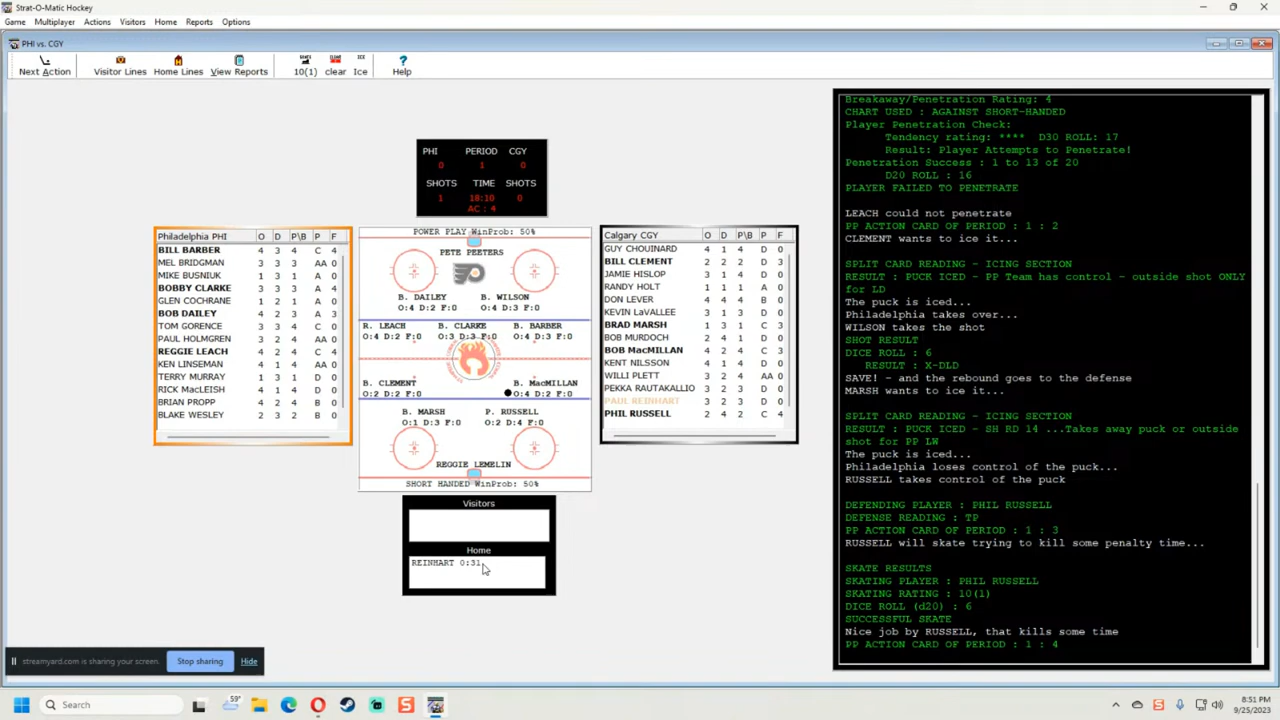 Strat-O-Matic Hockey
Game Multiplayer Actions Visitors Home Reports Options
PHI vs. CGY
Next Action Visitor Lines Home Lines View Reports 10(1) clear Ice Help
PHI PERIOD CGY
0 1 0
SHOTS TIME SHOTS
1 18:10 0
AC : 4
Philadelphia PHI O D P\B P F
BILL BARBER 4 3 4 C 4
MEL BRIDGMAN 3 3 3 AA 0
MIKE BUSNIUK 1 3 1 A 0
BOBBY CLARKE 4 3 4 A 0
GLEN COCHRANE 1 2 1 A 0
BOB DAILEY 4 2 3 A 3
TOM GORENCE 3 3 4 C 0
PAUL HOLMGREN 3 2 4 AA 0
REGGIE LEACH 4 2 4 C 4
KEN LINSEMAN 4 1 4 AA 0
TERRY MURRAY 1 3 1 D 0
RICK MacLEISH 4 1 4 D 0
BRIAN PROPP 4 2 4 B 0
BLAKE WESLEY 2 3 2 B 0
POWER PLAY WinProb: 50%
PETE PEETERS
B. DAILEY B. WILSON
O:4 D:2 F:0 O:3 D:3 F:0
R. LEACH B. CLARKE B. BARBER
O:4 D:2 F:0 O:3 D:3 F:0 O:4 D:3 F:0
B. CLEMENT B. MacMILLAN
O:2 D:2 F:0 O:4 D:2 F:0
B. MARSH P. RUSSELL
O:1 D:3 F:0 O:2 D:4 F:0
REGGIE LEMELIN
SHORT HANDED WinProb: 50%
Calgary CGY O D P\B P F
GUY CHOUINARD 4 1 4 D 0
BILL CLEMENT 2 2 2 D 3
JAMIE HISLOP 3 3 3 D 0
RANDY HOLT 1 1 1 A 0
DON LEVER 4 4 4 B 0
KEVIN LaVALLEE 3 1 3 D 0
BRAD MARSH 1 3 1 C 3
BOB MURDOCH 2 4 1 D 0
BOB MacMILLAN 4 2 4 C 3
KENT NILSSON 4 1 4 D 0
WILLI PLETT 3 2 4 AA 0
PEKKA RAUTAKALLIO 3 2 3 D 0
PAUL REINHART 3 2 3 D 0
PHIL RUSSELL 2 4 2 C 4
Visitors
Home
REINHART 0:31
Breakaway/Penetration Rating: 4
CHART USED : AGAINST SHORT-HANDED
Player Penetration Check:
Tendency rating: **** D30 ROLL: 17
Result: Player Attempts to Penetrate!
Penetration Success : 1 to 13 of 20
D20 ROLL : 16
PLAYER FAILED TO PENETRATE
LEACH could not penetrate
PP ACTION CARD OF PERIOD : 1 : 2
CLEMENT wants to ice it...
SPLIT CARD READING - ICING SECTION
RESULT : PUCK ICED - PP Team has control - outside shot ONLY
for LD
The puck is iced...
Philadelphia takes over...
WILSON takes the shot
SHOT RESULT
DICE ROLL : 6
RESULT : X-DLD
SAVE! - and the rebound goes to the defense
MARSH wants to ice it...
SPLIT CARD READING - ICING SECTION
RESULT : PUCK ICED - SH RD 14 ...Takes away puck or outside
shot for PP LW
The puck is iced...
Philadelphia loses control of the puck...
RUSSELL takes control of the puck
DEFENDING PLAYER : PHIL RUSSELL
DEFENSE READING : TP
PP ACTION CARD OF PERIOD : 1 : 3
RUSSELL will skate trying to kill some penalty time...
SKATE RESULTS
SKATING PLAYER : PHIL RUSSELL
SKATING RATING : 10(1)
DICE ROLL (d20) : 6
SUCCESSFUL SKATE
Nice job by RUSSELL, that kills some time
PP ACTION CARD OF PERIOD : 1 : 4
streamyard.com is sharing your screen. Stop sharing Hide
Search
59°
8:51 PM
9/25/2023